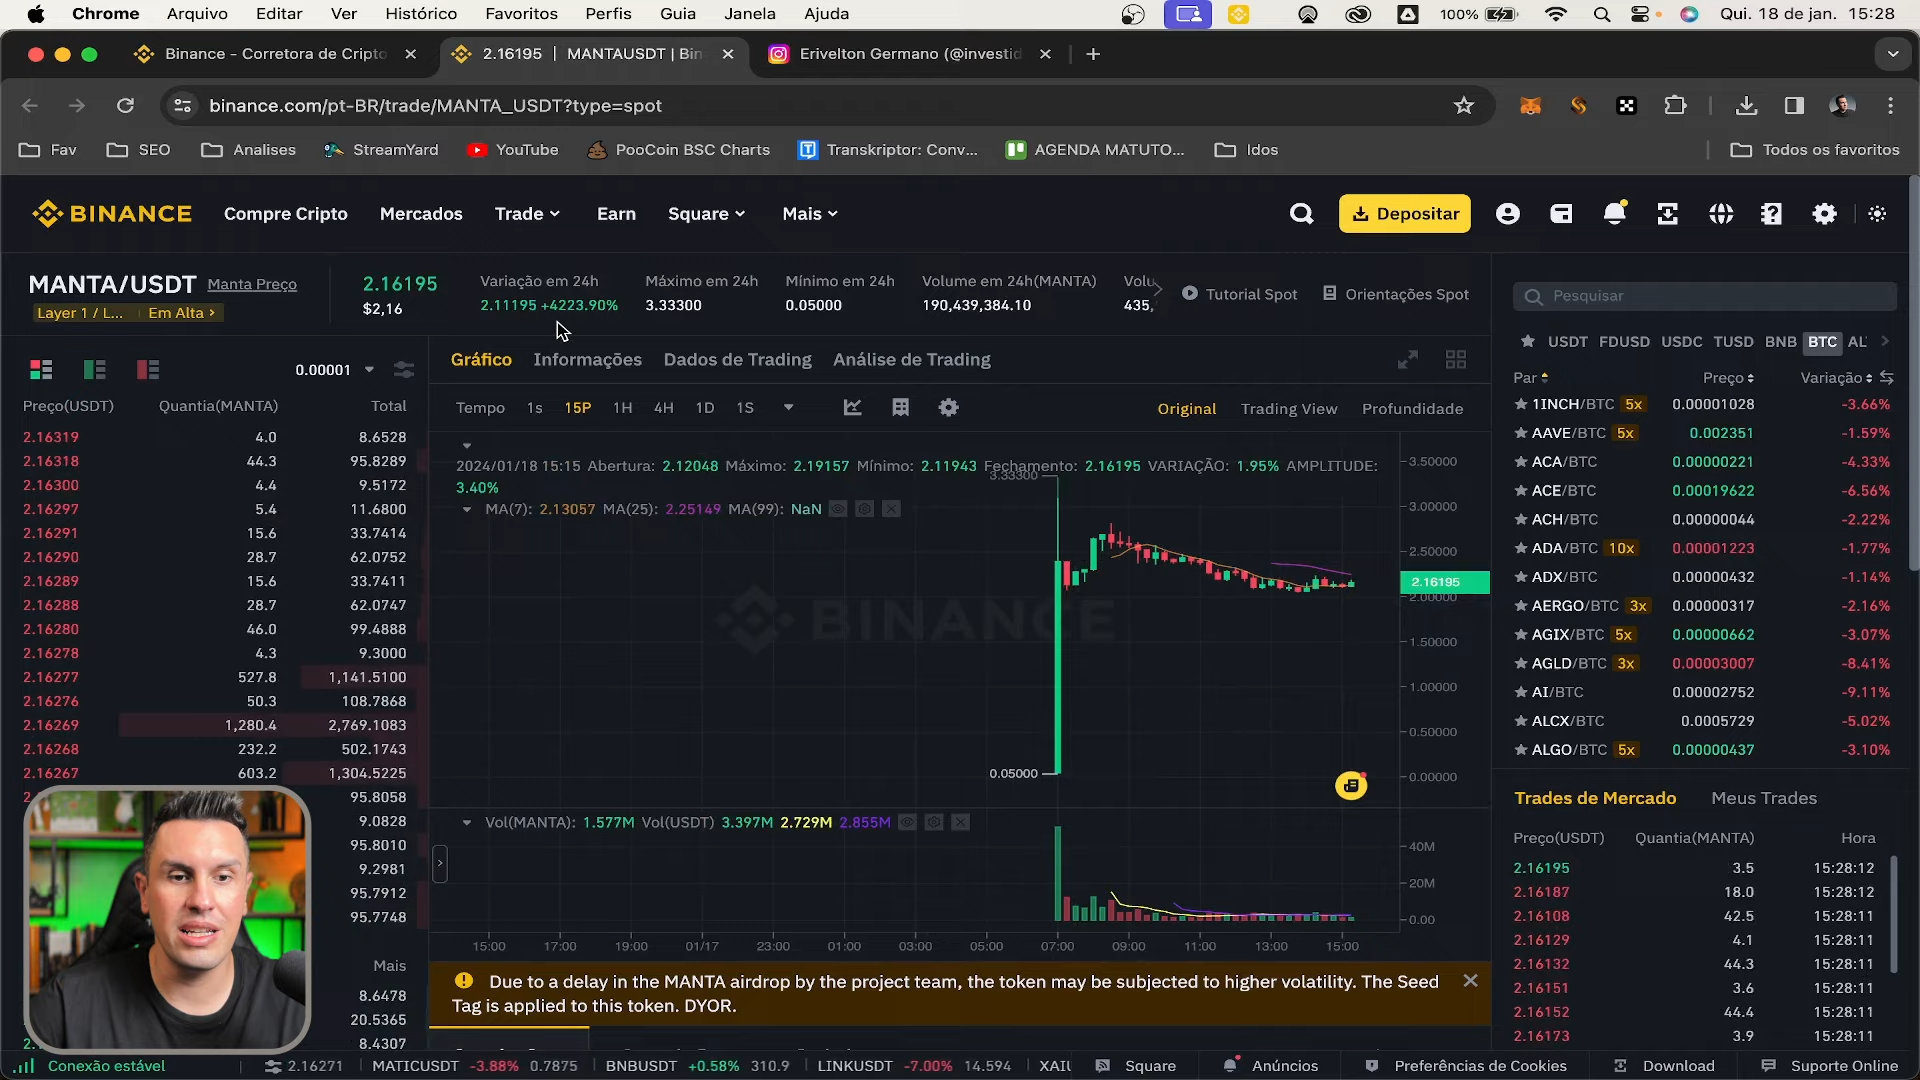 Chrome Arquivo Editar Ver Histórico Favoritos Perfis Guia Janela Ajuda 100% Qui. 18 de jan. 15:28
Binance - Corretora de Cripto 2.16195 | MANTAUSDT | Bin Erivelton Germano (@investid
binance.com/pt-BR/trade/MANTA_USDT?type=spot
Fav SEO Analises StreamYard YouTube PooCoin BSC Charts Transkriptor: Conv... AGENDA MATUTO... Idos Todos os favoritos
BINANCE Compre Cripto Mercados Trade Earn Square Mais Depositar
MANTA/USDT Manta Preço 2.16195 Variação em 24h Máximo em 24h Mínimo em 24h Volume em 24h(MANTA) Volu Tutorial Spot Orientações Spot
Layer 1 / L... Em Alta $2,16 2.11195 +4223.90% 3.33300 0.05000 190,439,384.10 435,
Pesquisar
USDT FDUSD USDC TUSD BNB BTC AL
Gráfico Informações Dados de Trading Análise de Trading
0.00001
Preço(USDT) Quantia(MANTA) Total
2.16319 4.0 8.6528
2.16318 44.3 95.8289
2.16300 4.4 9.5172
2.16297 5.4 11.6800
2.16291 15.6 33.7414
2.16290 28.7 62.0752
2.16289 15.6 33.7411
2.16288 28.7 62.0747
2.16280 46.0 99.4888
2.16278 4.3 9.3000
2.16277 527.8 1,141.5100
2.16276 50.3 108.7868
2.16269 1,280.4 2,769.1083
2.16268 232.2 502.1743
2.16267 603.2 1,304.5225
2. 95.8058
9.0828
95.8010
9.2981
95.7912
95.7748
Mais
8.6478
20.5365
2. 8.4307
Tempo 1s 15P 1H 4H 1D 1S Original Trading View Profundidade
2024/01/18 15:15 Abertura: 2.12048 Máximo: 2.19157 Mínimo: 2.11943 Fechamento: 2.16195 VARIAÇÃO: 1.95% AMPLITUDE:
3.40%
MA(7): 2.13057 MA(25): 2.25149 MA(99): NaN
3.33300
3.50000
3.00000
2.50000
2.16195
2.00000
1.50000
1.00000
0.50000
0.00000
0.05000
BINANCE
Vol(MANTA): 1.577M Vol(USDT) 3.397M 2.729M 2.855M
40M
20M
0.00
15:00 17:00 19:00 01/17 23:00 01:00 03:00 05:00 07:00 09:00 11:00 13:00 15:00
Due to a delay in the MANTA airdrop by the project team, the token may be subjected to higher volatility. The Seed
Tag is applied to this token. DYOR.
Par Preço Variação
1INCH/BTC 5x 0.00001028 -3.66%
AAVE/BTC 5x 0.002351 -1.59%
ACA/BTC 0.00000221 -4.33%
ACE/BTC 0.00019622 -6.56%
ACH/BTC 0.00000044 -2.22%
ADA/BTC 10x 0.00001223 -1.77%
ADX/BTC 0.00000432 -1.14%
AERGO/BTC 3x 0.00000317 -2.16%
AGIX/BTC 5x 0.00000662 -3.07%
AGLD/BTC 3x 0.00003007 -8.41%
AI/BTC 0.00002752 -9.11%
ALCX/BTC 0.0005729 -5.02%
ALGO/BTC 5x 0.00000437 -3.10%
Trades de Mercado Meus Trades
Preço(USDT) Quantia(MANTA) Hora
2.16195 3.5 15:28:12
2.16187 18.0 15:28:12
2.16108 42.5 15:28:11
2.16129 4.1 15:28:11
2.16132 44.3 15:28:11
2.16151 3.6 15:28:11
2.16152 44.4 15:28:11
2.16173 3.9 15:28:11
Conexão estável 2.16271 MATICUSDT -3.88% 0.7875 BNBUSDT +0.58% 310.9 LINKUSDT -7.00% 14.594 XAIU Square Anúncios Preferências de Cookies Download Suporte Online